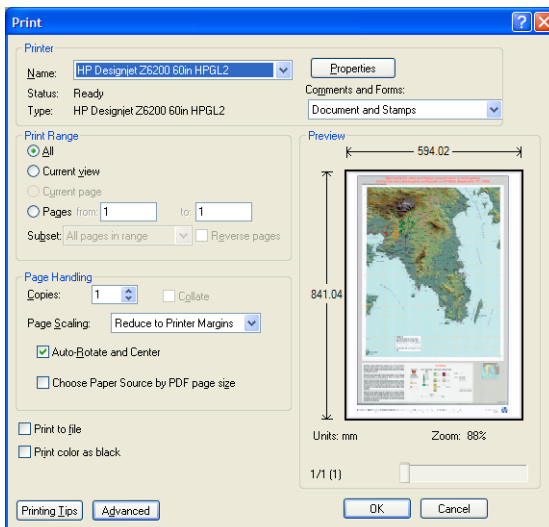 Print
Printer
Name: HP Designjet Z6200 60in HPGL2
Properties
Status: Ready
Comments and Forms:
Type: HP Designjet Z6200 60in HPGL2
Document and Stamps
Print Range
All
Current view
Current page
Pages from: 1 to: 1
Subset: All pages in range Reverse pages
Page Handling
Copies: 1 Collate
Page Scaling: Reduce to Printer Margins
Auto-Rotate and Center
Choose Paper Source by PDF page size
Print to file
Print color as black
Preview
594.02
841.04
Units: mm Zoom: 88%
1/1 (1)
Printing Tips Advanced OK Cancel